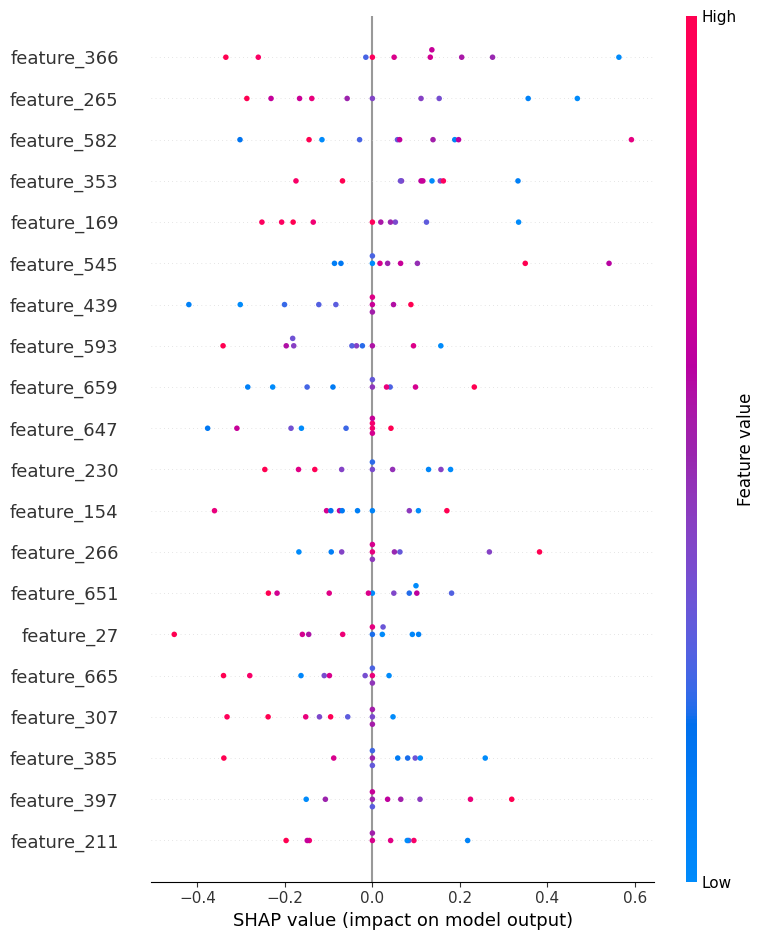 High
feature_366
feature_265
feature_582
feature_353
feature_169
feature_545
feature_439
feature_593
feature_659
feature_647
feature_230
feature_154
feature_266
feature_651
feature_27
feature_665
feature_307
feature_385
feature_397
feature_211
Feature value
Low
−0.4 −0.2 0.0 0.2 0.4 0.6
SHAP value (impact on model output)